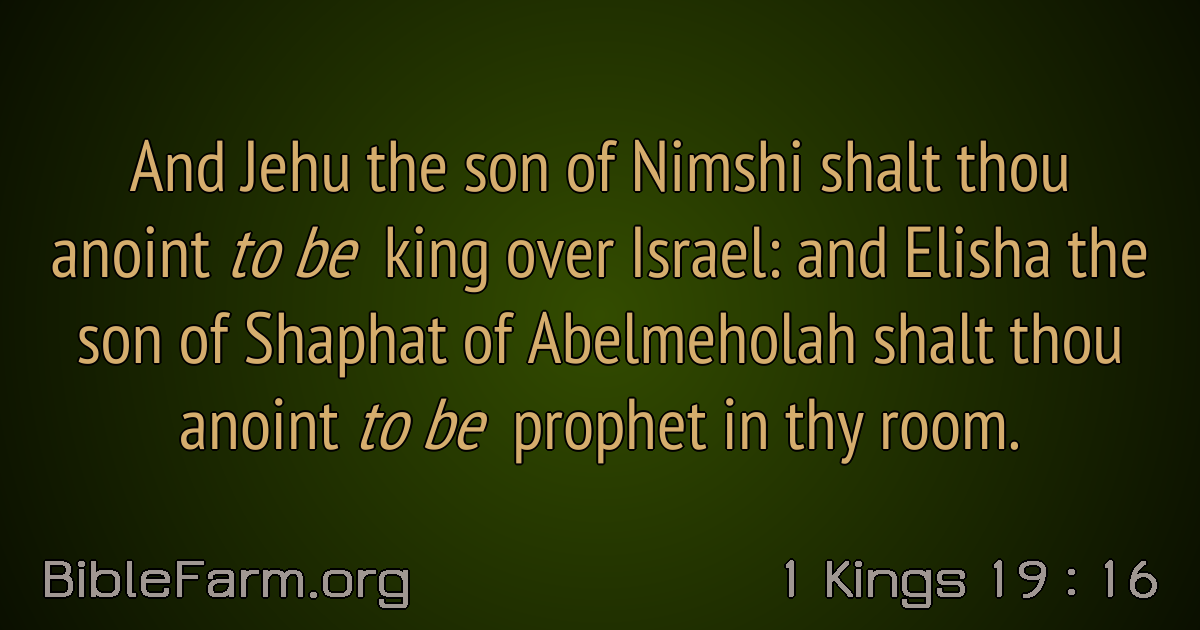 And Jehu the son of Nimshi shalt thou
anoint to be king over Israel: and Elisha the
son of Shaphat of Abelmeholah shalt thou
anoint to be prophet in thy room.
BibleFarm.org
1 Kings 19 : 16